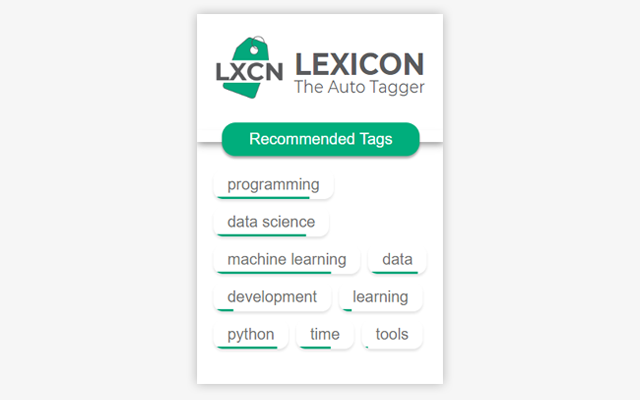 LXCN
LEXICON
The Auto Tagger
Recommended Tags
programming
data science
machine learning data
development learning
python time tools